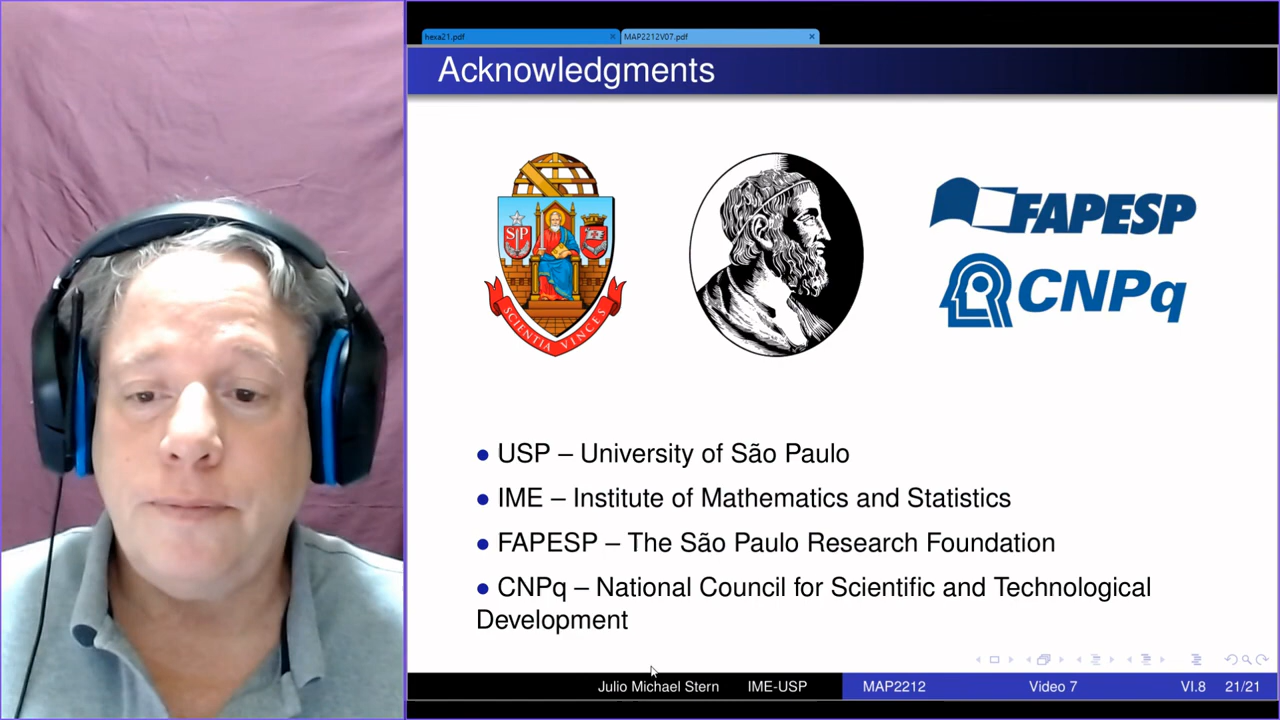 hexa21.pdf
MAP2212V07.pdf
Acknowledgments
SP
SCIENTIA VINCES
FAPESP
CNPq
• USP – University of São Paulo
• IME – Institute of Mathematics and Statistics
• FAPESP – The São Paulo Research Foundation
• CNPq – National Council for Scientific and Technological
Development
Julio Michael Stern IME-USP MAP2212 Video 7 VI.8 21/21